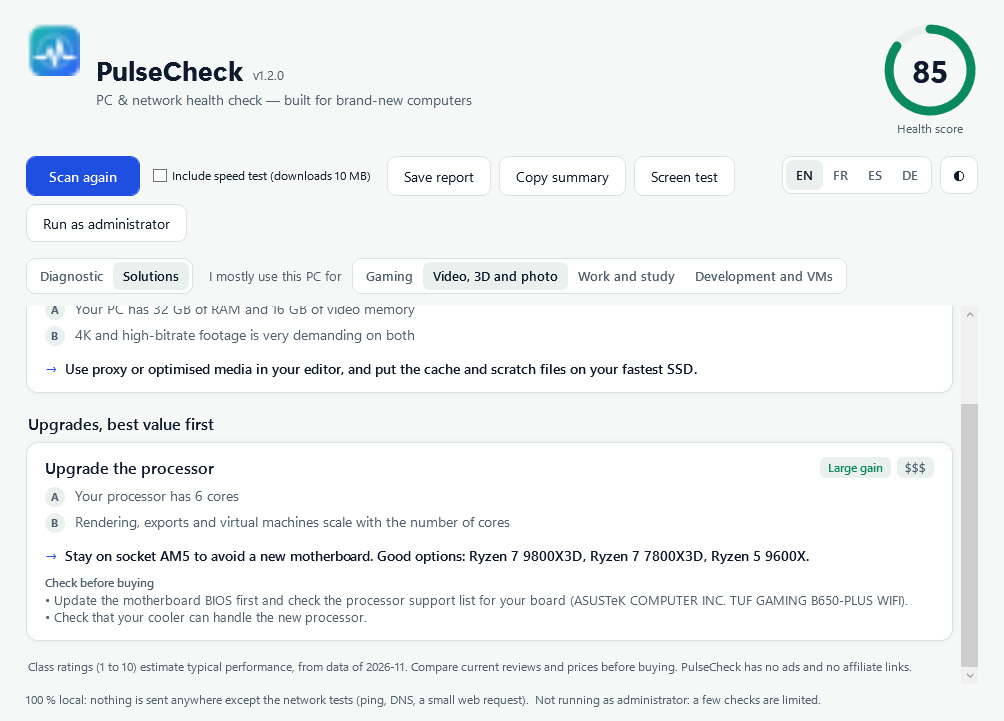 PulseCheck v1.2.0
PC & network health check — built for brand-new computers
85
Health score
Scan again
Include speed test (downloads 10 MB)
Save report
Copy summary
Screen test
EN FR ES DE
Run as administrator
Diagnostic Solutions
I mostly use this PC for
Gaming Video, 3D and photo Work and study Development and VMs
A Your PC has 32 GB of RAM and 16 GB of video memory
B 4K and high-bitrate footage is very demanding on both
→ Use proxy or optimised media in your editor, and put the cache and scratch files on your fastest SSD.
Upgrades, best value first
Upgrade the processor
Large gain $$$
A Your processor has 6 cores
B Rendering, exports and virtual machines scale with the number of cores
→ Stay on socket AM5 to avoid a new motherboard. Good options: Ryzen 7 9800X3D, Ryzen 7 7800X3D, Ryzen 5 9600X.
Check before buying
• Update the motherboard BIOS first and check the processor support list for your board (ASUSTeK COMPUTER INC. TUF GAMING B650-PLUS WIFI).
• Check that your cooler can handle the new processor.
Class ratings (1 to 10) estimate typical performance, from data of 2026-11. Compare current reviews and prices before buying. PulseCheck has no ads and no affiliate links.
100 % local: nothing is sent anywhere except the network tests (ping, DNS, a small web request). Not running as administrator: a few checks are limited.